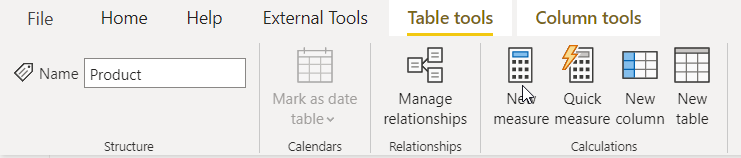 File Home Help External Tools Table tools Column tools
Name Product
Mark as date
table
Manage
relationships
New
measure
Quick
measure
New
column
New
table
Structure Calendars Relationships Calculations